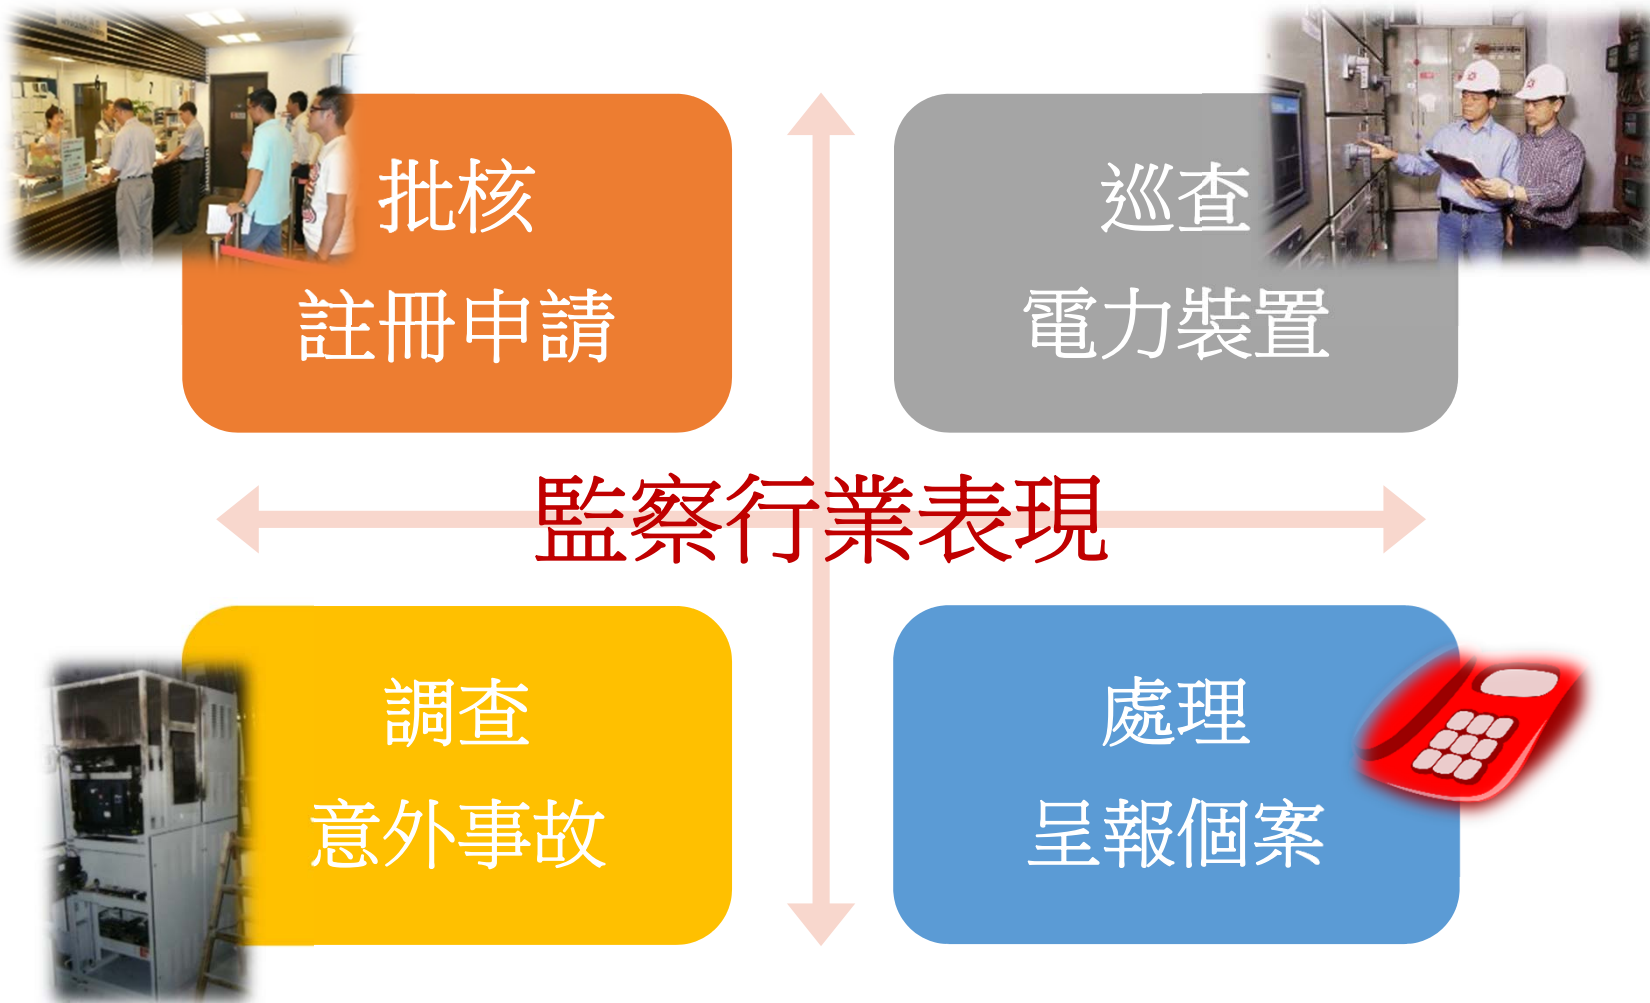 批核
註冊申請
巡查
電力裝置
監察行業表現
調查
意外事故
處理
呈報個案